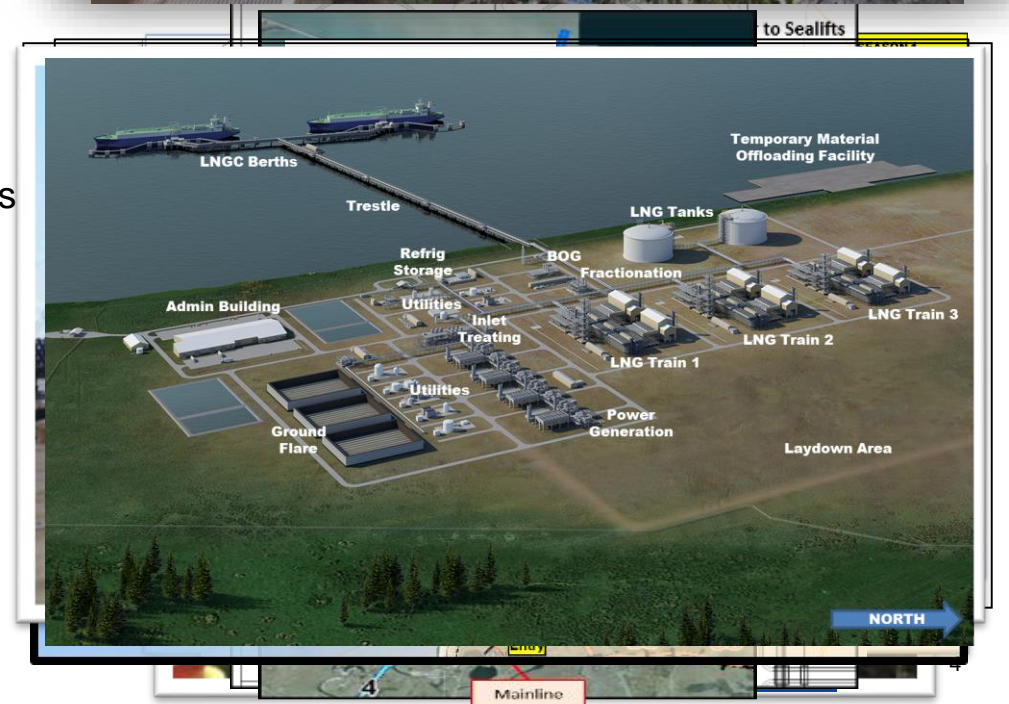 to Sealifts
s
Temporary Material
Offloading Facility
LNGC Berths
Trestle
LNG Tanks
Refrig
Storage
BOG
Fractionation
Admin Building
Utilities
Inlet
Treating
LNG Train 3
LNG Train 2
LNG Train 1
Utilities
Power
Generation
Ground
Flare
Laydown Area
NORTH
Entry
4
4
Mainline